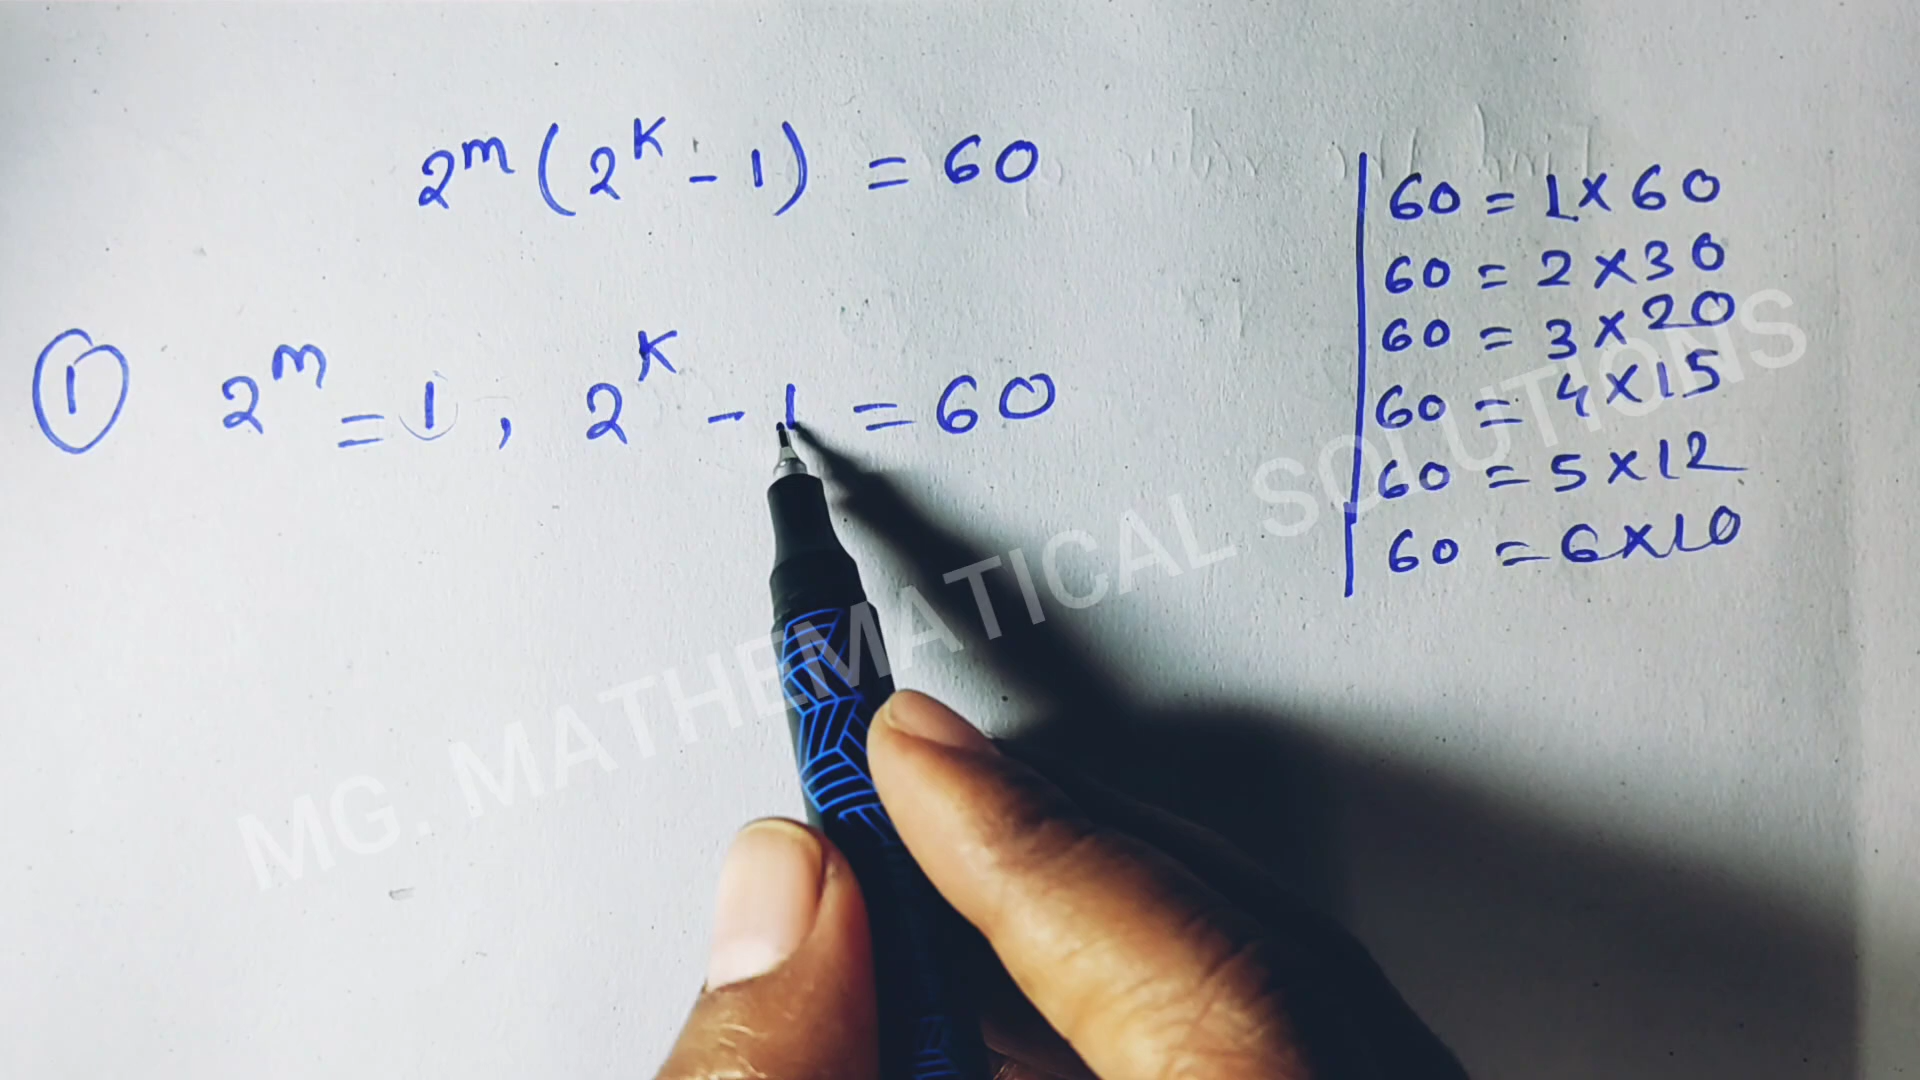 2^m (2^k - 1) = 60
① 2^m = 1, 2^k - 1 = 60
60 = 1 × 60
60 = 2 × 30
60 = 3 × 20
60 = 4 × 15
60 = 5 × 12
60 = 6 × 10
MG. MATHEMATICAL SOLUTIONS